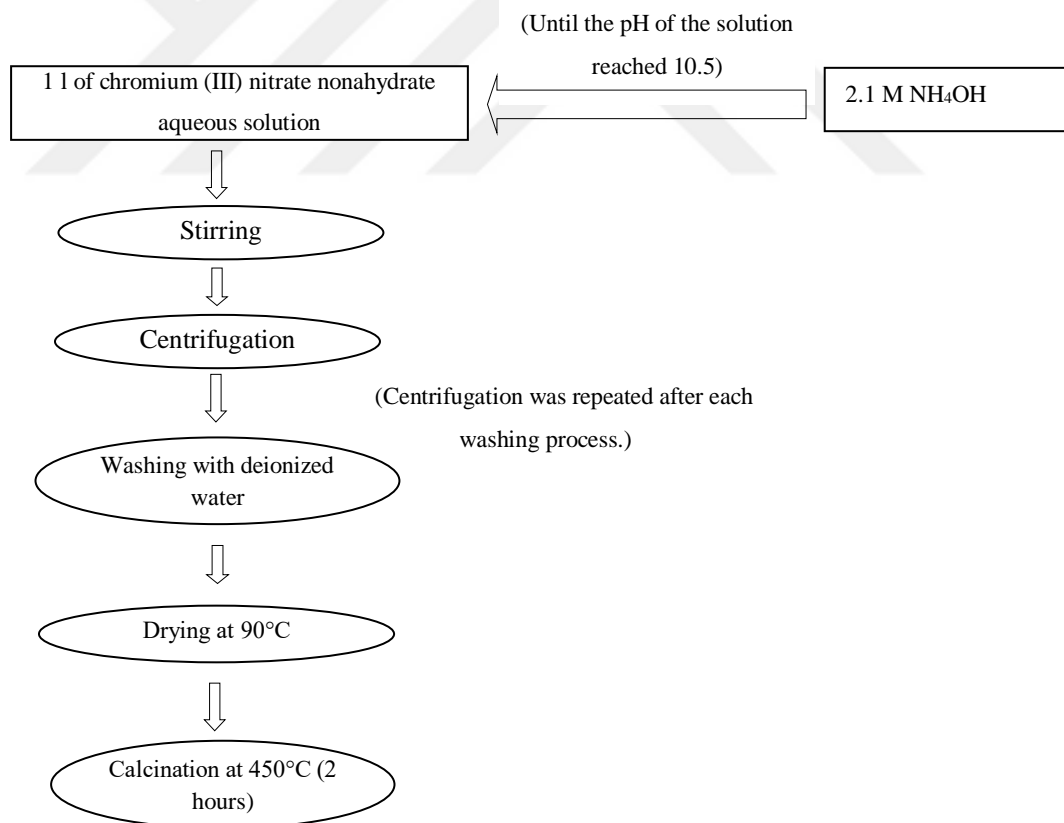 (Until the pH of the solution
reached 10.5)
1 l of chromium (III) nitrate nonahydrate
aqueous solution
2.1 M NH₄OH
Stirring
Centrifugation
(Centrifugation was repeated after each
washing process.)
Washing with deionized
water
Drying at 90°C
Calcination at 450°C (2
hours)